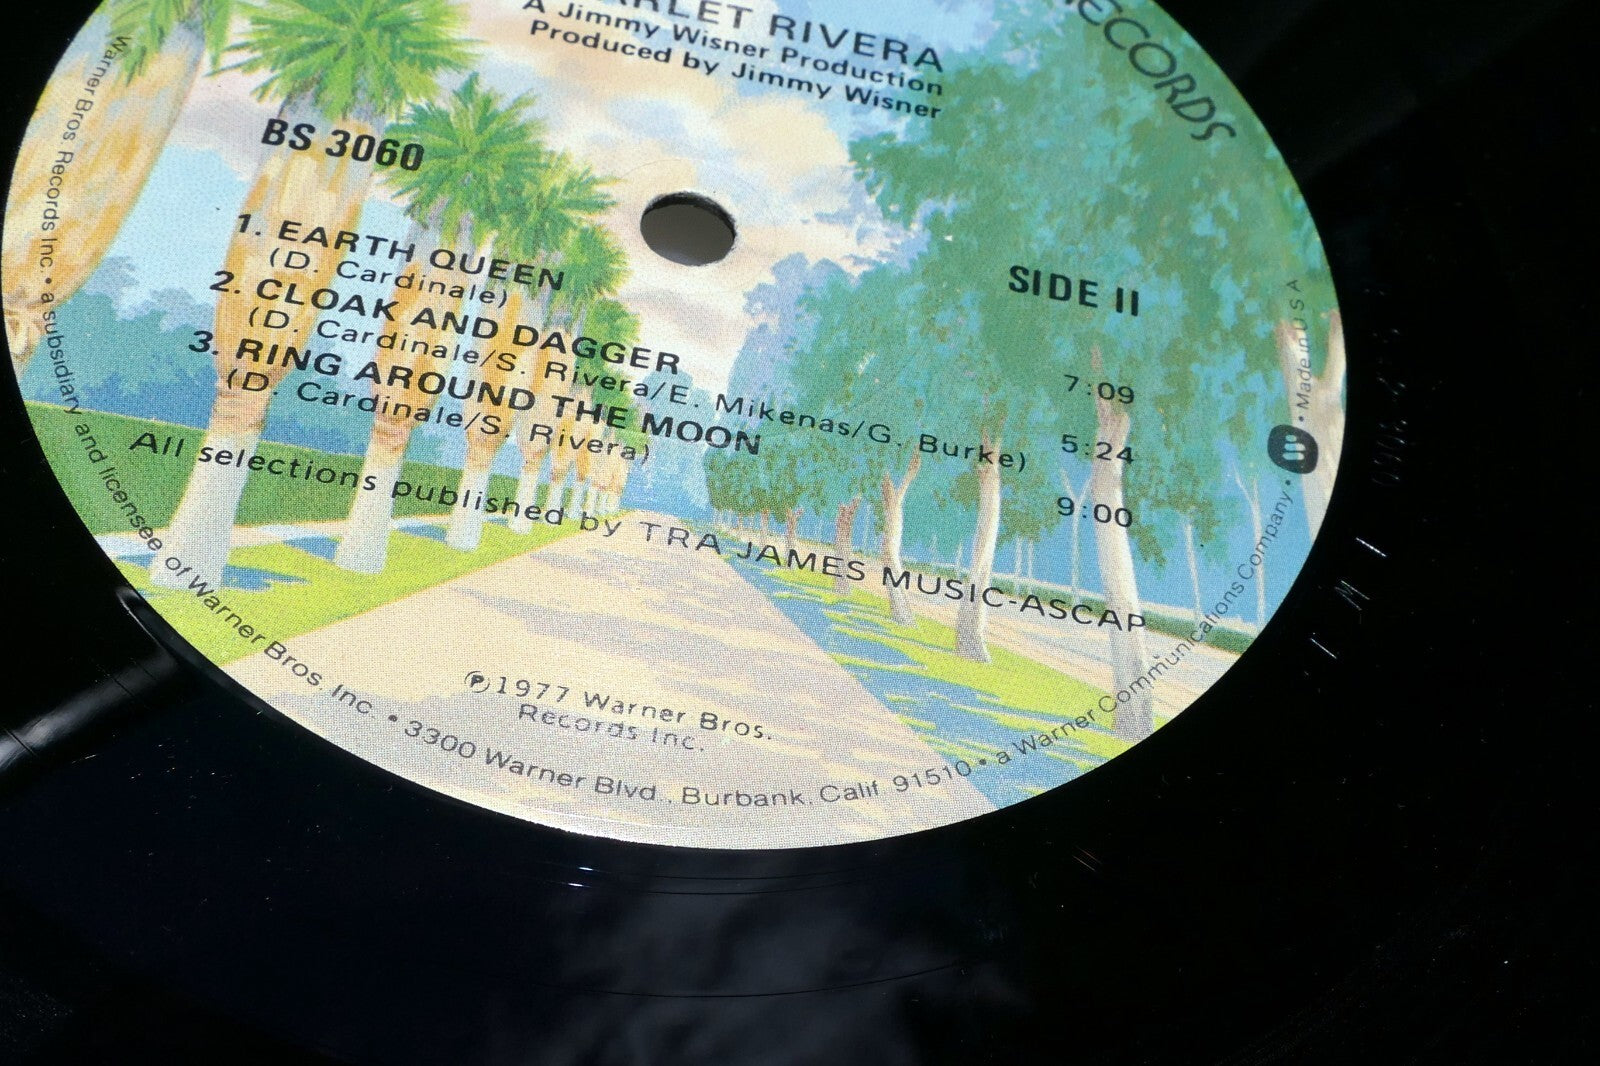 RECORDS
RLET RIVERA
A Jimmy Wisner Production
Produced by Jimmy Wisner
BS 3060
SIDE II
1. EARTH QUEEN 7:09
(D. Cardinale)
2. CLOAK AND DAGGER 5:24
(D. Cardinale/S. Rivera/E. Mikenas/G. Burke)
3. RING AROUND THE MOON 9:00
(D. Cardinale/S. Rivera)
All selections published by TRA JAMES MUSIC-ASCAP
℗1977 Warner Bros.
Records Inc.
Warner Bros Records Inc. • a subsidiary and licensee of Warner Bros. Inc. • 3300 Warner Blvd., Burbank, Calif 91510 • a Warner Communications Company • W • Made in U S A